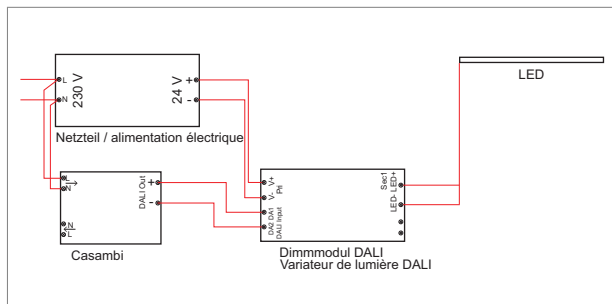 L
N
230 V
24 V
+
-
Netzteil / alimentation électrique
LED
L
N
N
L
DALI Out
+
-
Casambi
V+
Pri
V-
DA1
DALI Input
DA2
Sec1
LED+
LED-
Dimmmodul DALI
Variateur de lumière DALI